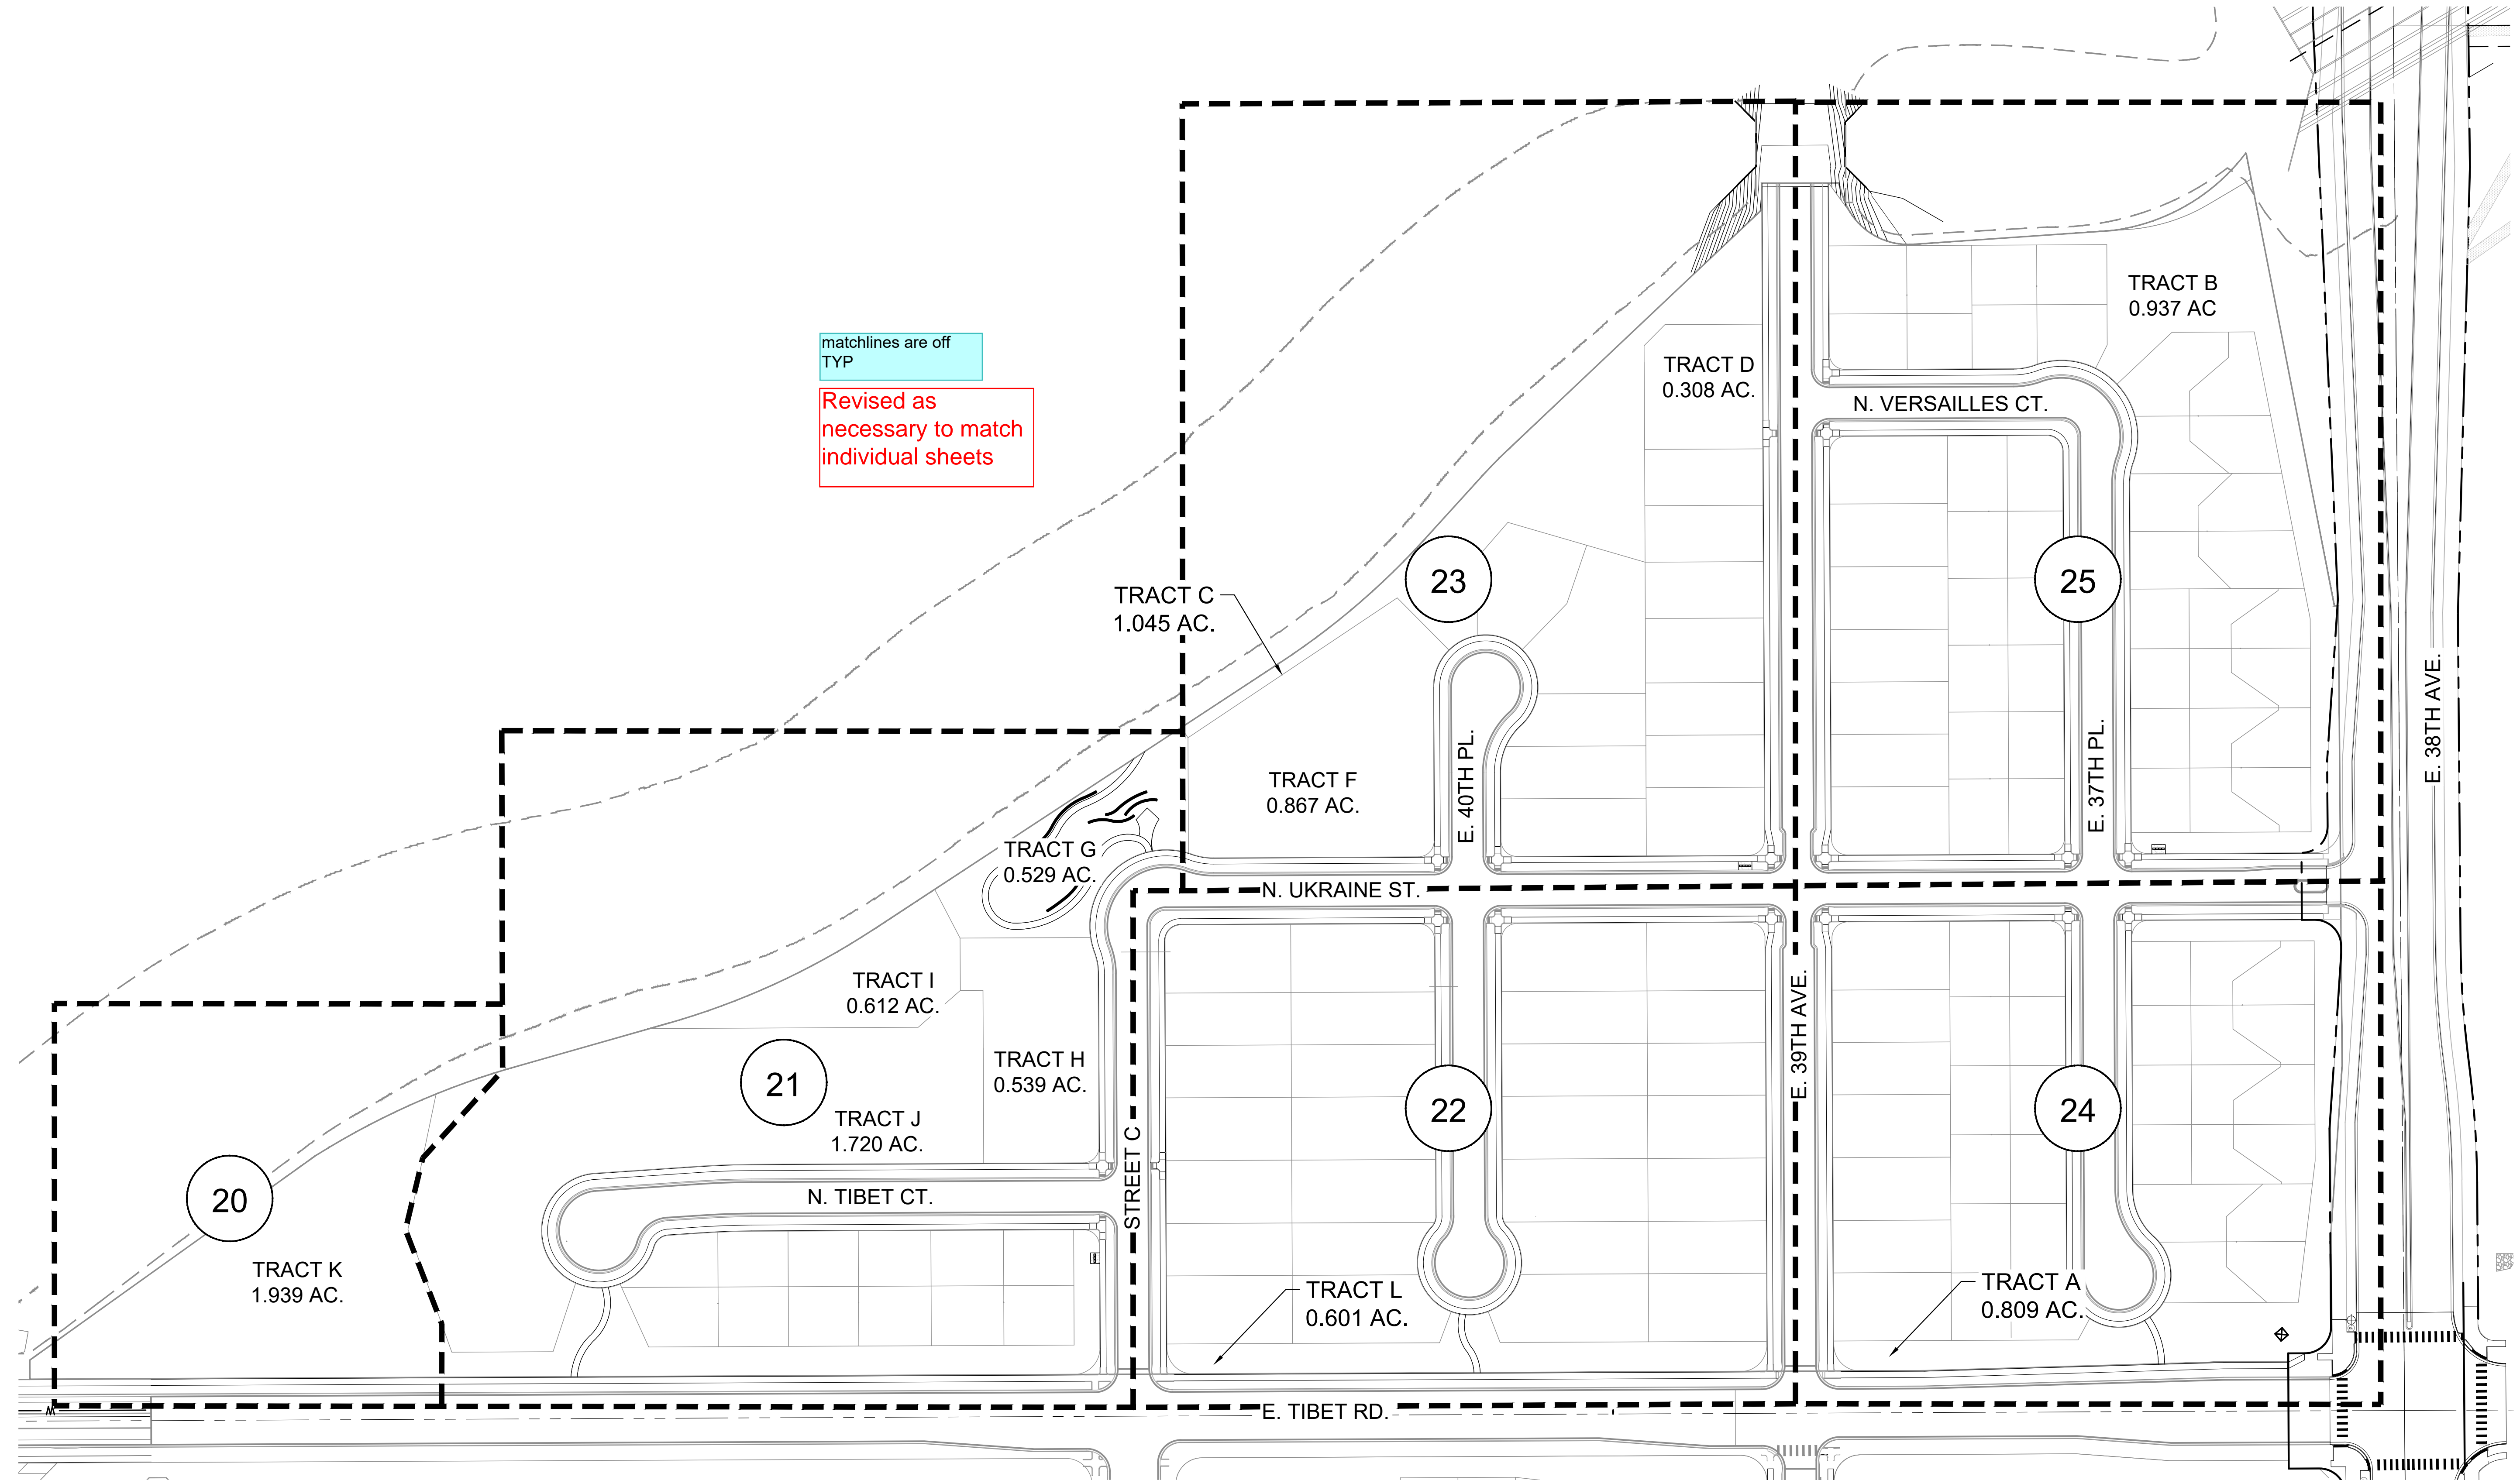 TRACT B
0.937 AC
matchlines are off
TYP
Revised as
necessary to match
individual sheets
TRACT D
0.308 AC.
N. VERSAILLES CT.
23
25
TRACT C
1.045 AC.
E. 38TH AVE.
TRACT F
0.867 AC.
E. 40TH PL.
E. 37TH PL.
TRACT G
0.529 AC.
N. UKRAINE ST.
TRACT I
0.612 AC.
E. 39TH AVE.
TRACT H
0.539 AC.
21
22
24
TRACT J
1.720 AC.
STREET C
20
N. TIBET CT.
TRACT K
1.939 AC.
TRACT L
0.601 AC.
TRACT A
0.809 AC.
E. TIBET RD.